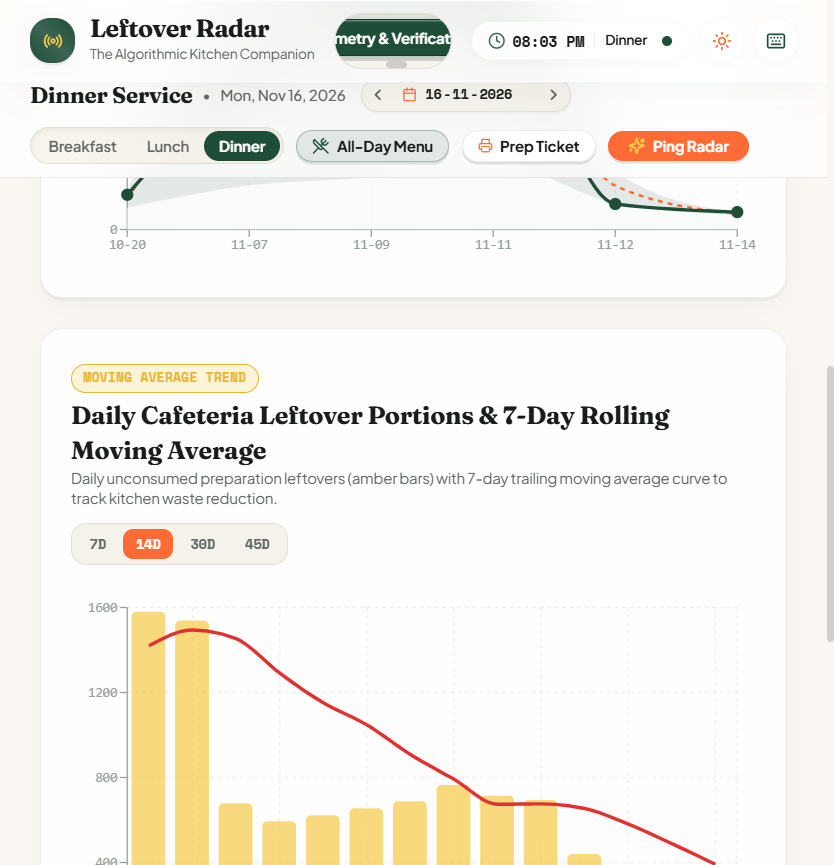 Leftover Radar
The Algorithmic Kitchen Companion
metry & Verificat
08:03 PM
Dinner
Dinner Service • Mon, Nov 16, 2026
16-11-2026
Breakfast
Lunch
Dinner
All-Day Menu
Prep Ticket
Ping Radar
0
10-20
11-07
11-09
11-11
11-12
11-14
MOVING AVERAGE TREND
Daily Cafeteria Leftover Portions & 7-Day Rolling
Moving Average
Daily unconsumed preparation leftovers (amber bars) with 7-day trailing moving average curve to
track kitchen waste reduction.
7D
14D
30D
45D
1600
1200
800
400